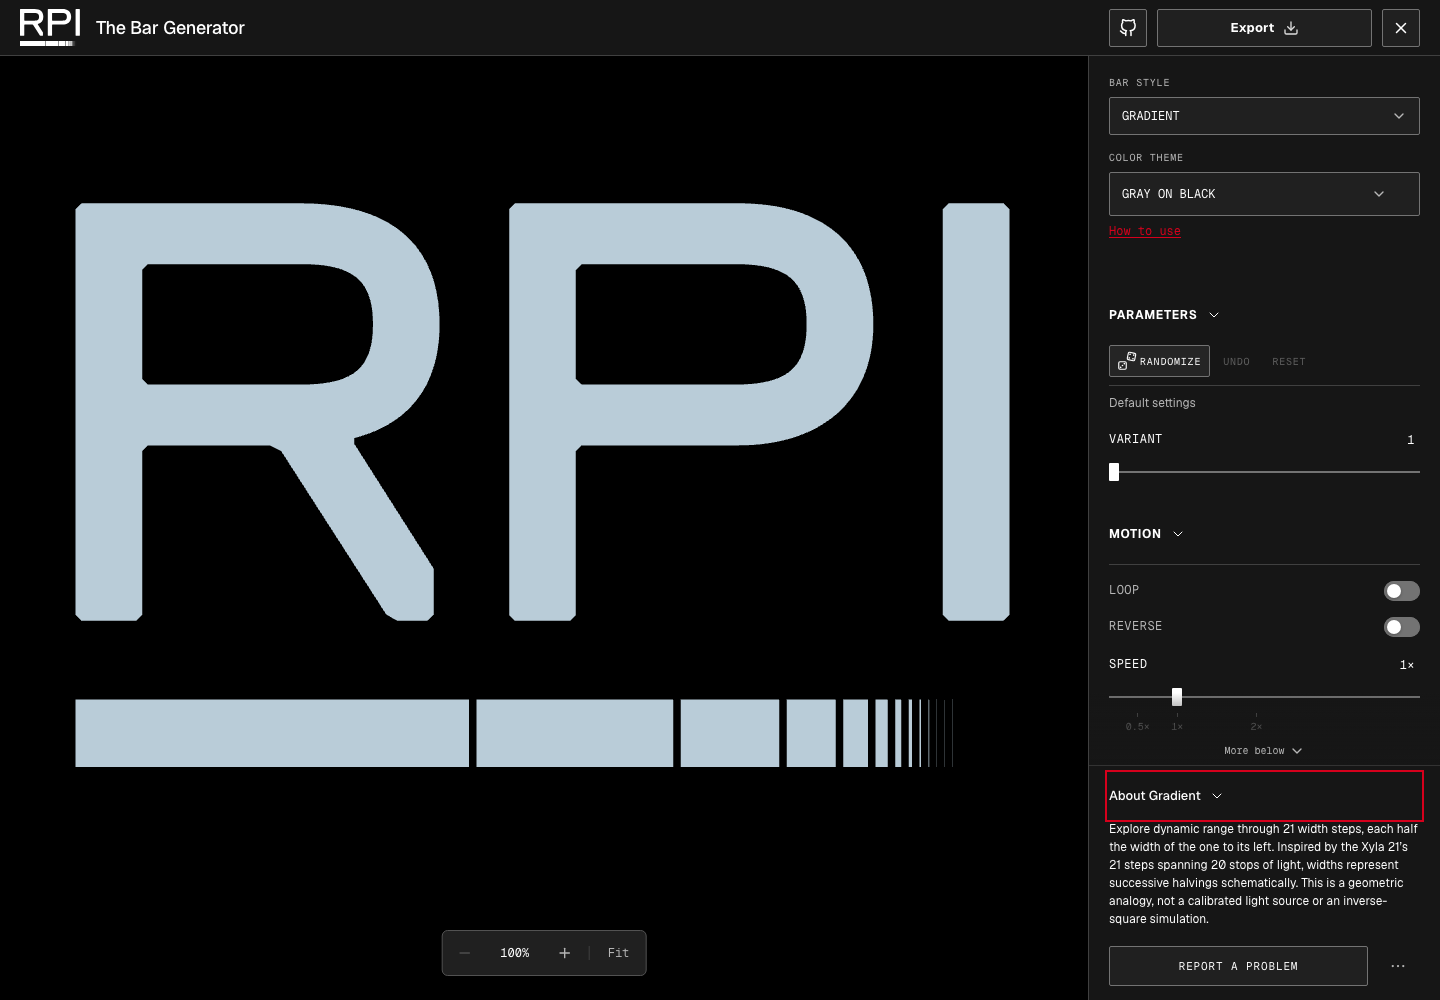 RPI
The Bar Generator
Export
BAR STYLE
GRADIENT
COLOR THEME
GRAY ON BLACK
How to use
PARAMETERS
RANDOMIZE UNDO RESET
Default settings
VARIANT 1
MOTION
LOOP
REVERSE
SPEED 1×
0.5× 1× 2×
More below
About Gradient
Explore dynamic range through 21 width steps, each half
the width of the one to its left. Inspired by the Xyla 21's
21 steps spanning 20 stops of light, widths represent
successive halvings schematically. This is a geometric
analogy, not a calibrated light source or an inverse-
square simulation.
REPORT A PROBLEM
RPI
100% Fit